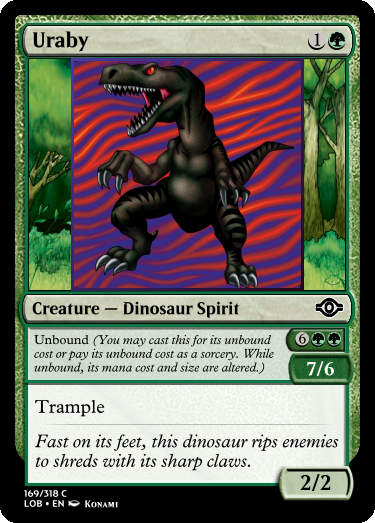 Uraby 1
Creature — Dinosaur Spirit
Unbound (You may cast this for its unbound
cost or pay its unbound cost as a sorcery. While
unbound, its mana cost and size are altered.)
6
7/6
Trample
Fast on its feet, this dinosaur rips enemies
to shreds with its sharp claws.
2/2
169/318 C
LOB • EN Konami